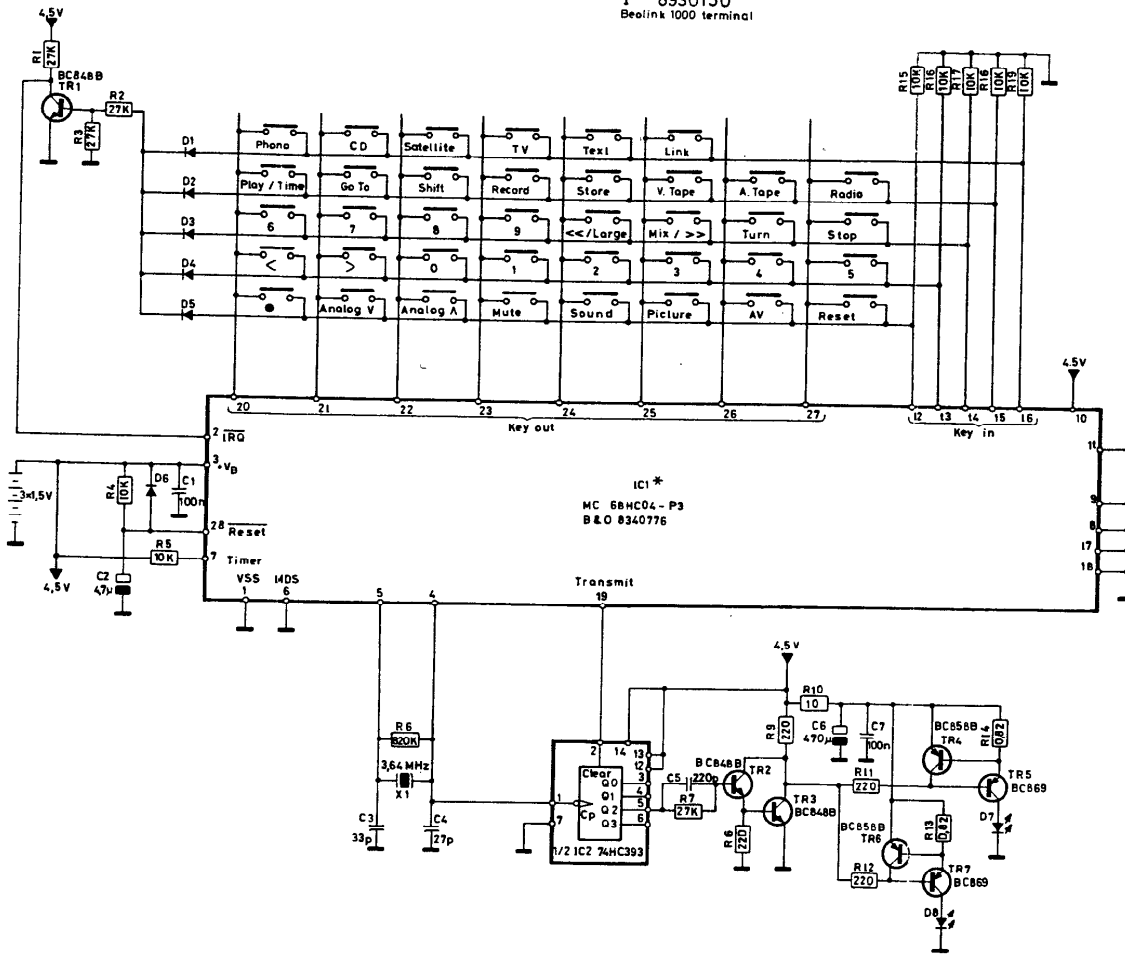 I 8930150
Beolink 1000 terminal
4,5V
R1 27K
BC848B
TR1
R2
27K
R3 27K
R15 10K R16 10K R17 10K R16 10K R19 10K
D1
Phono CD Satellite TV Text Link
D2
Play / Time Go To Shift Record Store V. Tape A. Tape Radio
D3
6 7 8 9 <</Large Mix / >> Turn Stop
D4
< > 0 1 2 3 4 5
D5
● Analog V Analog Λ Mute Sound Picture AV Reset
4.5V
20 21 22 23 24 25 26 27 12 13 14 15 16 10
Key out Key in
2 IRQ
11
3 +VB
3x1,5V
R4 10K
D6
C1
100n
IC1 *
MC 68HC04-P3
B&O 8340776
9
8
28 Reset
R5
10K
7 Timer
17
18
C2
4,7µ
4,5V
VSS IMDS Transmit
1 6 5 4 19
4,5V
R6
820K
3,64 MHz
X1
C3
33p
C4
27p
2 14
13
12
Clear
Q0 3
Q1 4
Q2 5
Q3 6
1 Cp
7
1/2 IC2 74HC393
C5 220p
R7
27K
BC848B TR2
R6 220
R9 220
TR3
BC848B
R10
10
C6
470µ
C7
100n
BC858B
TR4
R14 0,82
R11
220
TR5
BC869
D7
BC858B
TR6
R13 0,82
R12
220
TR7
BC869
D8